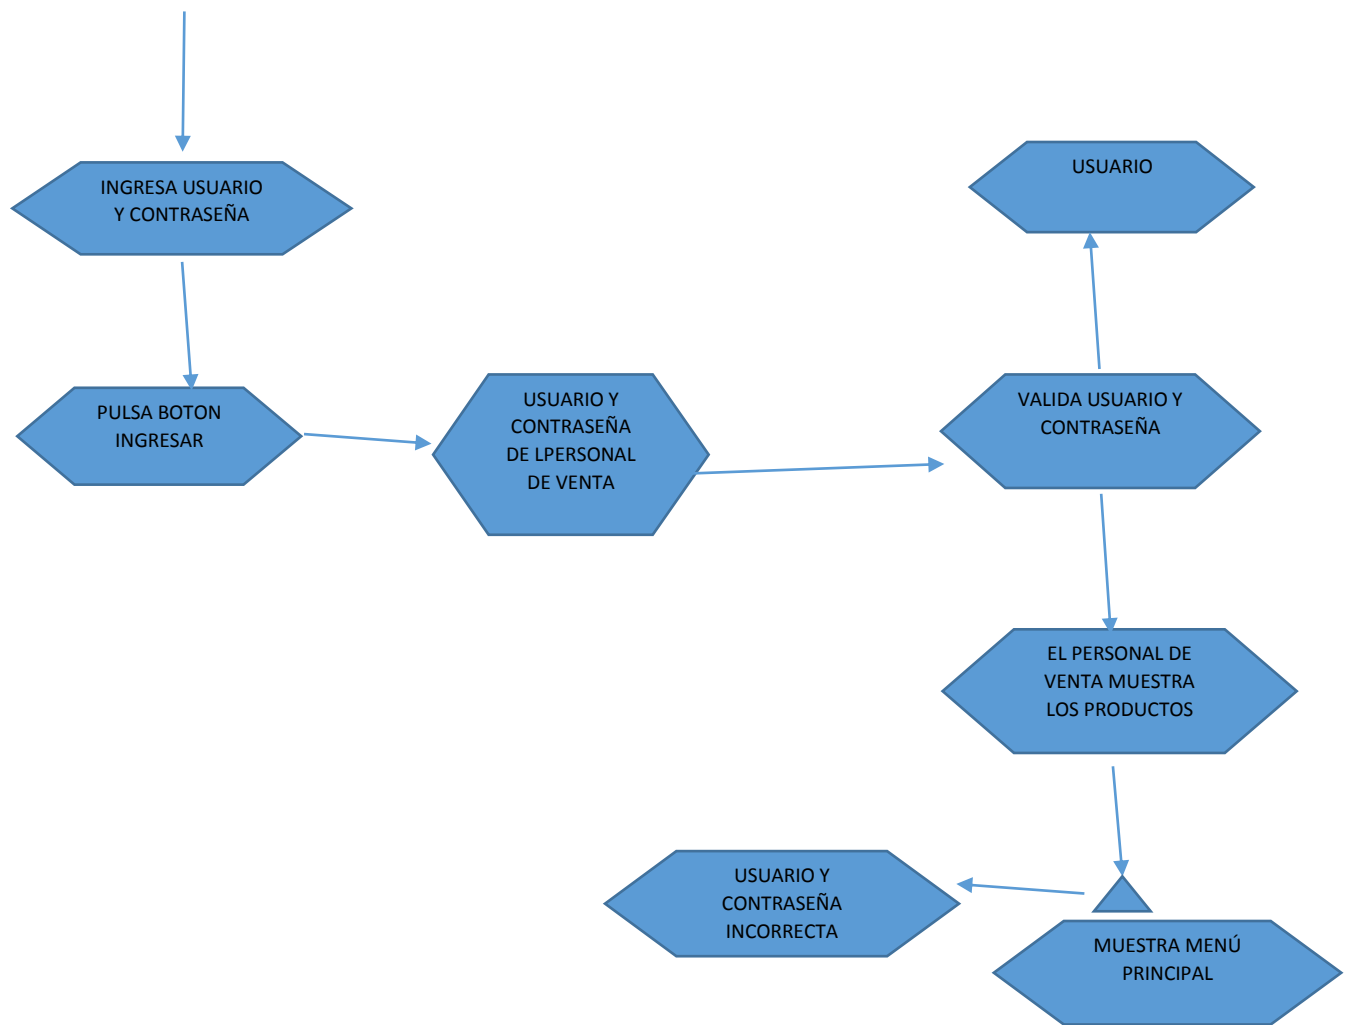 INGRESA USUARIO
Y CONTRASEÑA
USUARIO
PULSA BOTON
INGRESAR
USUARIO Y
CONTRASEÑA
DE LPERSONAL
DE VENTA
VALIDA USUARIO Y
CONTRASEÑA
EL PERSONAL DE
VENTA MUESTRA
LOS PRODUCTOS
USUARIO Y
CONTRASEÑA
INCORRECTA
MUESTRA MENÚ
PRINCIPAL